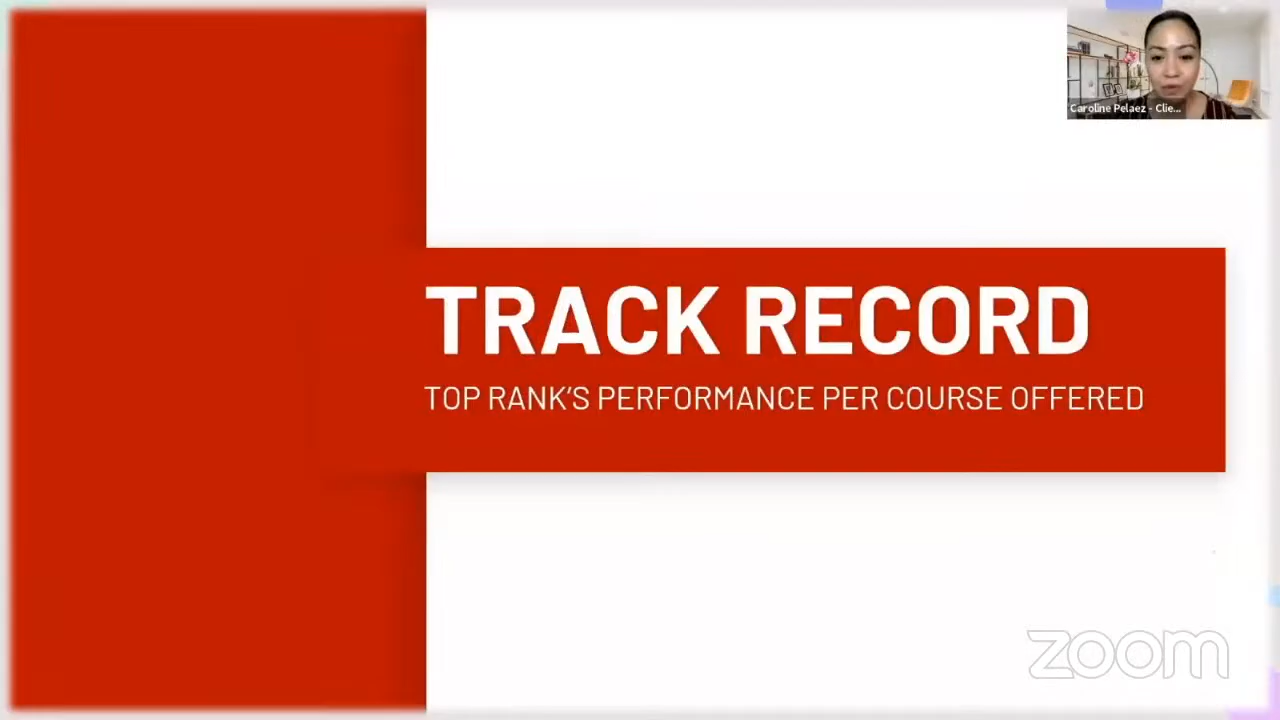 Caroline Pelaez - Clie...
TRACK RECORD
TOP RANK'S PERFORMANCE PER COURSE OFFERED
zoom